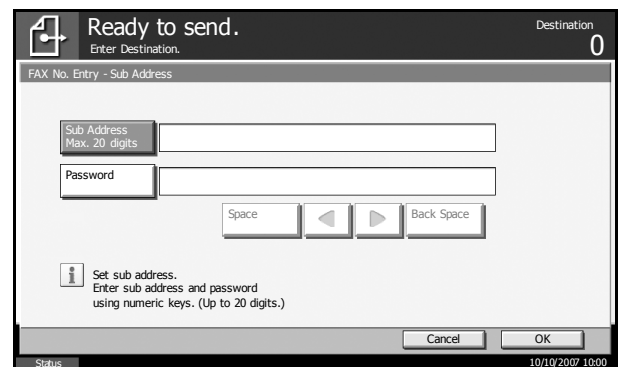 Ready to send.
Destination
Enter Destination.
0
FAX No. Entry - Sub Address
Sub Address
Max. 20 digits
Password
Space
Back Space
Set sub address.
Enter sub address and password
using numeric keys. (Up to 20 digits.)
Cancel
OK
Status
10/10/2007 10:00